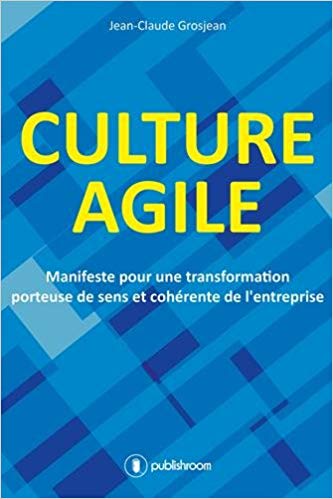 Jean-Claude Grosjean
CULTURE
AGILE
Manifeste pour une transformation
porteuse de sens et cohérente de l'entreprise
publishroom